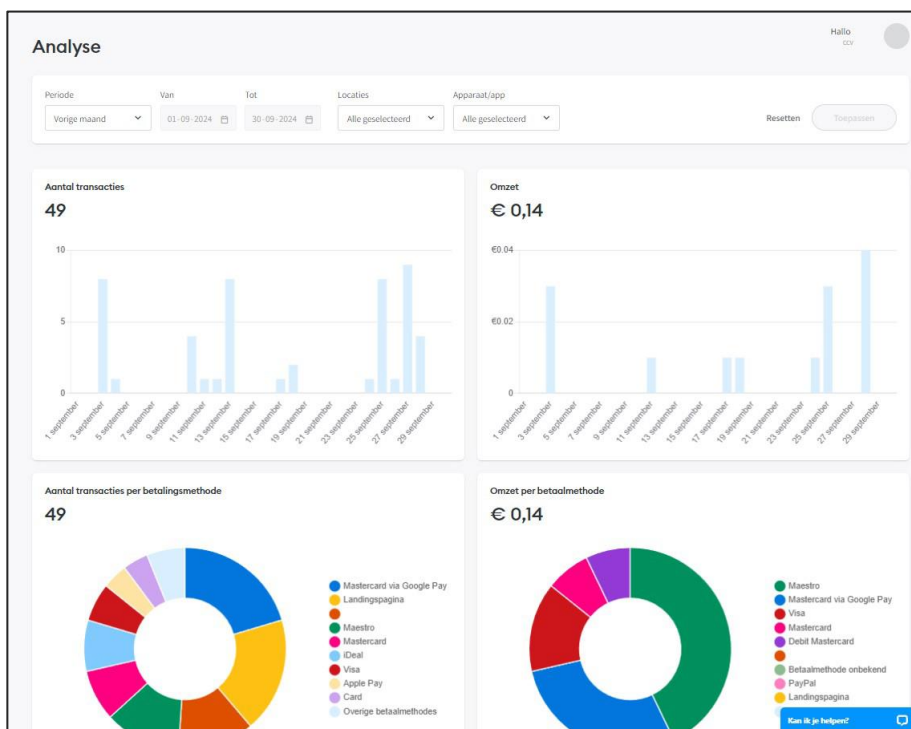 Analyse
Hallo
CCV
Periode
Van
Tot
Locaties
Apparaat/app
Vorige maand
01-09-2024
30-09-2024
Alle geselecteerd
Alle geselecteerd
Resetten
Toepassen
Aantal transacties
49
10
5
0
1 september
3 september
5 september
7 september
9 september
11 september
13 september
15 september
17 september
19 september
21 september
23 september
25 september
27 september
29 september
Omzet
€ 0,14
€0.04
€0.02
0
1 september
3 september
5 september
7 september
9 september
11 september
13 september
15 september
17 september
19 september
21 september
23 september
25 september
27 september
29 september
Aantal transacties per betalingsmethode
49
Mastercard via Google Pay
Landingspagina
Maestro
Mastercard
iDeal
Visa
Apple Pay
Card
Overige betaalmethodes
Omzet per betaalmethode
€ 0,14
Maestro
Mastercard via Google Pay
Visa
Mastercard
Debit Mastercard
Betaalmethode onbekend
PayPal
Landingspagina
Kan ik je helpen?